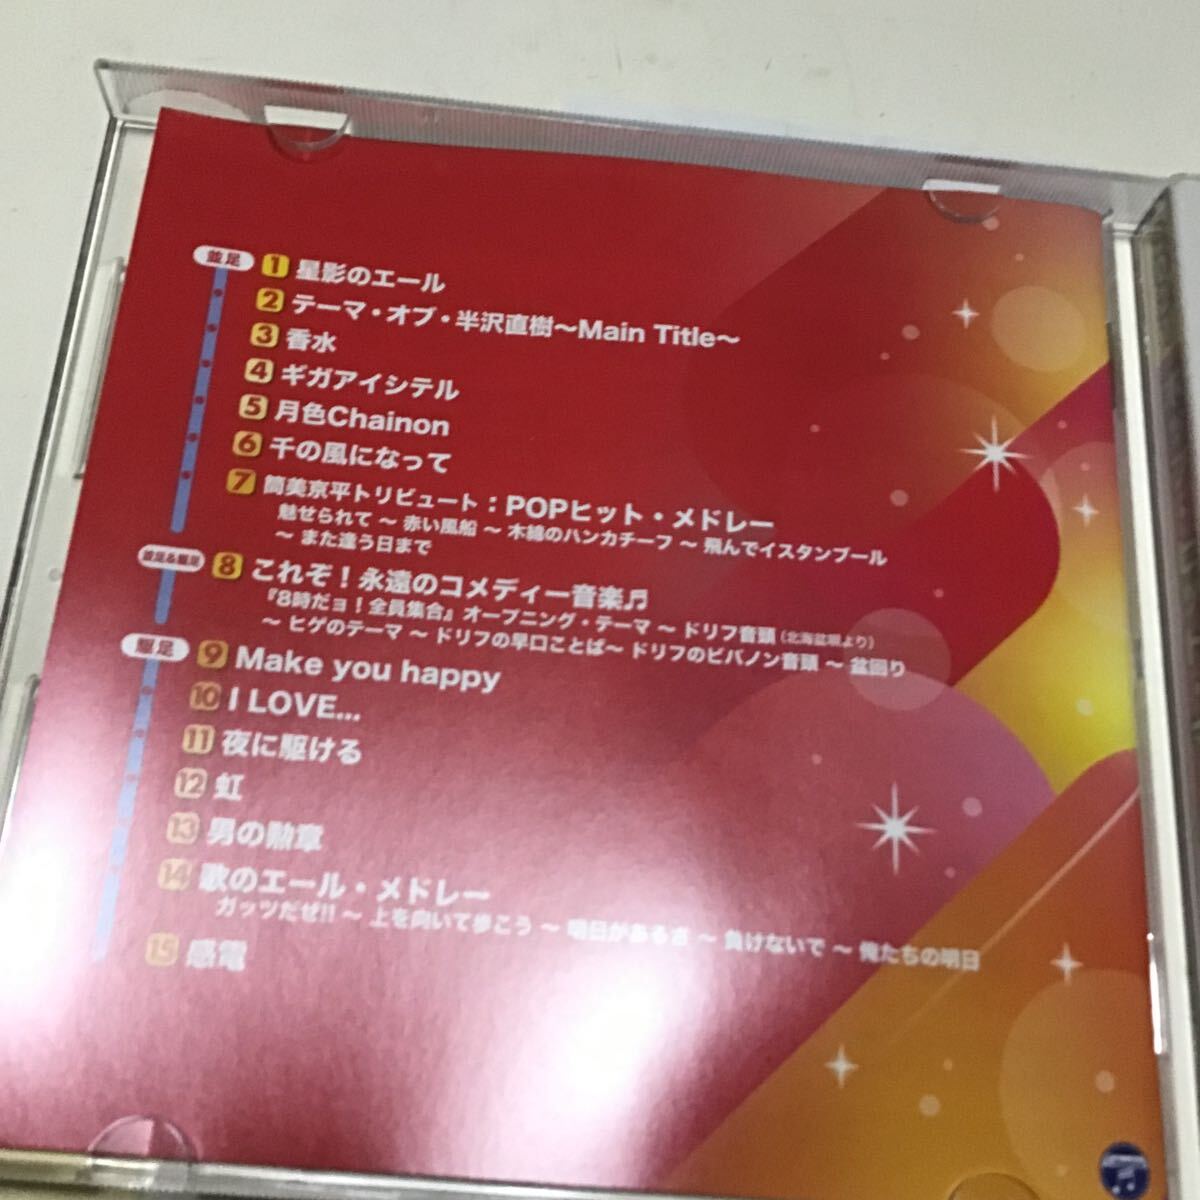 並足
1 星影のエール
2 テーマ・オブ・半沢直樹〜Main Title〜
3 香水
4 ギガアイシテル
5 月色Chainon
6 千の風になって
7 筒美京平トリビュート：POPヒット・メドレー
魅せられて 〜 赤い風船 〜 木綿のハンカチーフ 〜 飛んでイスタンブール
〜 また逢う日まで
並足&駆足
8 これぞ！永遠のコメディー音楽♬
『8時だョ！全員集合』オープニング・テーマ 〜 ドリフ音頭（北海盆唄より）
〜 ヒゲのテーマ 〜 ドリフの早口ことば〜 ドリフのビバノン音頭 〜 盆回り
駆足
9 Make you happy
10 I LOVE...
11 夜に駆ける
12 虹
13 男の勲章
14 歌のエール・メドレー
ガッツだぜ!! 〜 上を向いて歩こう 〜 明日があるさ 〜 負けないで 〜 俺たちの明日
15 感電